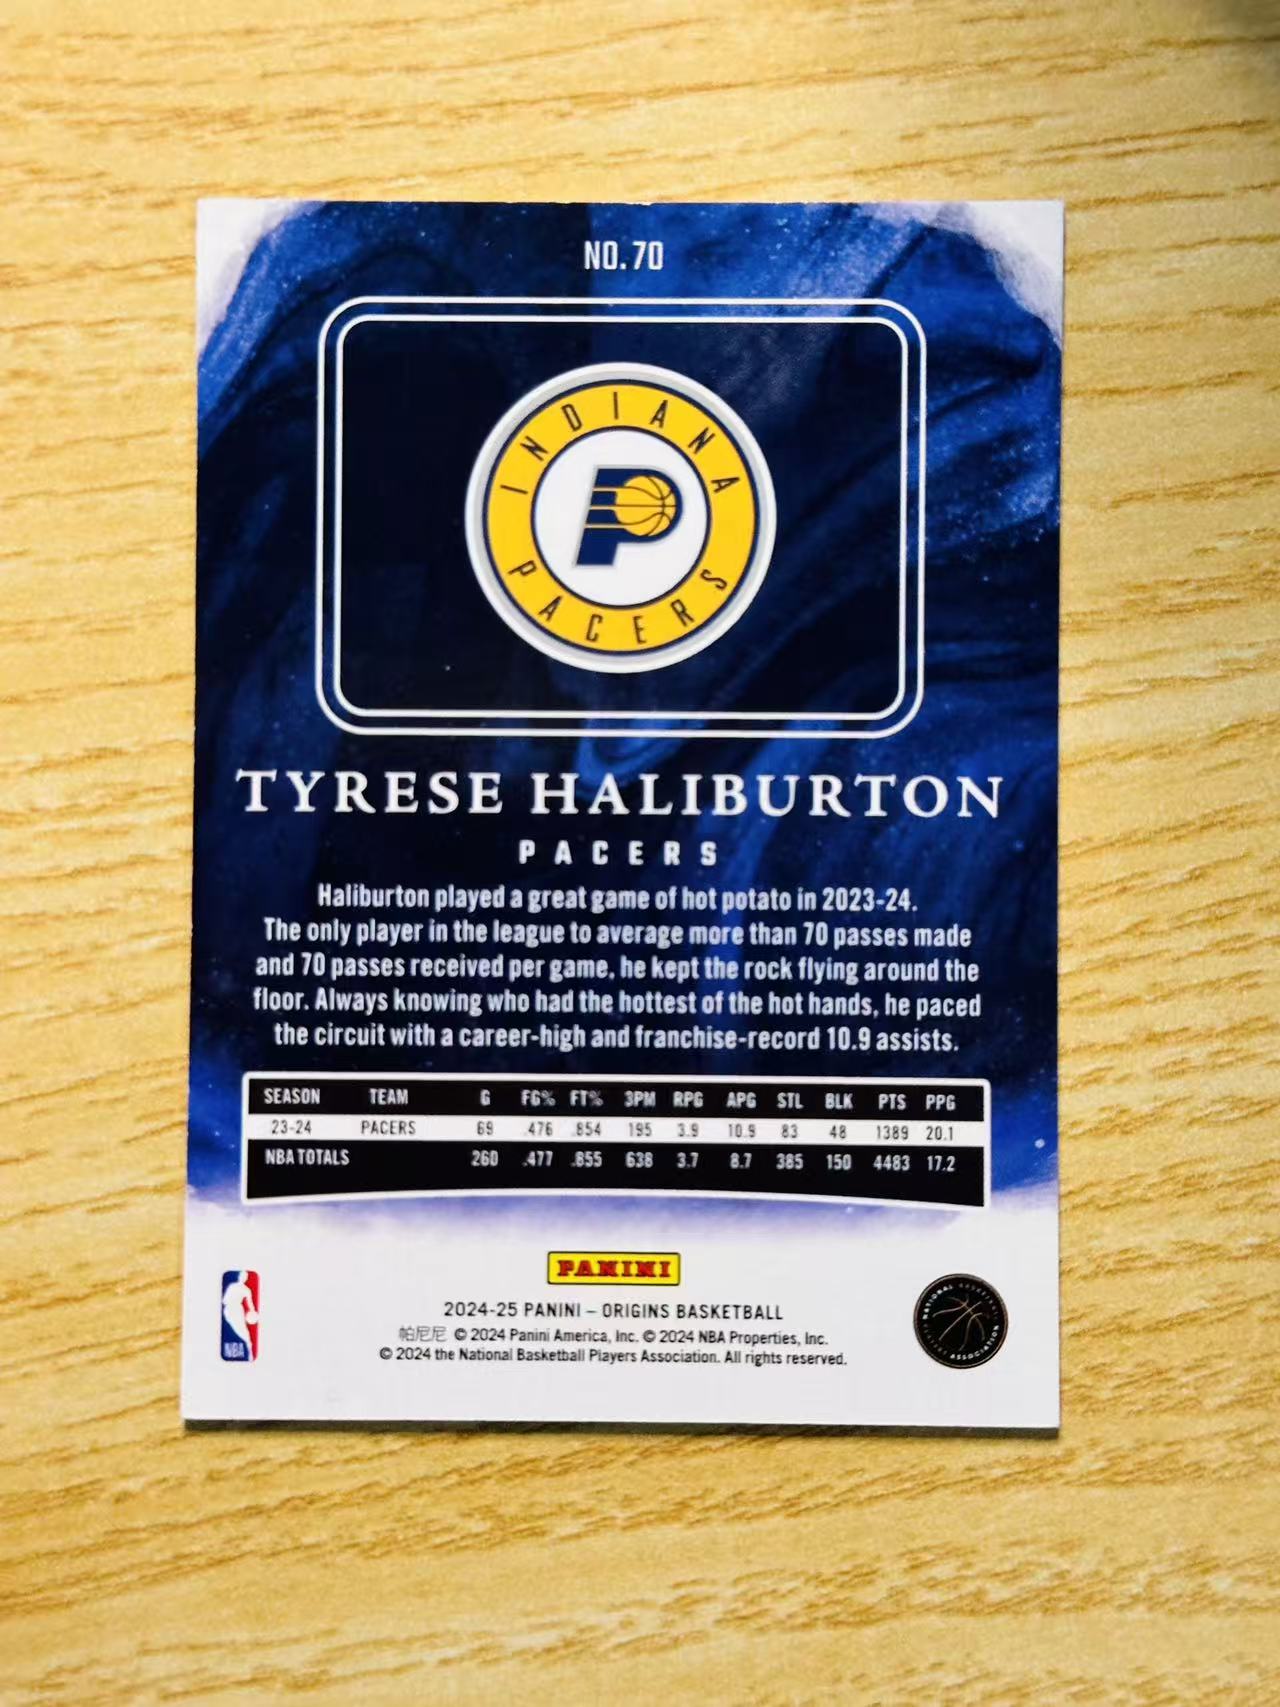 NO.70
INDIANA
PACERS
TYRESE HALIBURTON
PACERS
Haliburton played a great game of hot potato in 2023-24.
The only player in the league to average more than 70 passes made
and 70 passes received per game, he kept the rock flying around the
floor. Always knowing who had the hottest of the hot hands, he paced
the circuit with a career-high and franchise-record 10.9 assists.
SEASON TEAM G FG% FT% 3PM RPG APG STL BLK PTS PPG
23-24 PACERS 69 .476 .854 195 3.9 10.9 83 48 1389 20.1
NBA TOTALS 260 .477 .855 638 3.7 8.7 385 150 4483 17.2
PANINI
2024-25 PANINI – ORIGINS BASKETBALL
帕尼尼 © 2024 Panini America, Inc. © 2024 NBA Properties, Inc.
© 2024 the National Basketball Players Association. All rights reserved.
NBA
NATIONAL BASKETBALL
PLAYERS ASSOCIATION